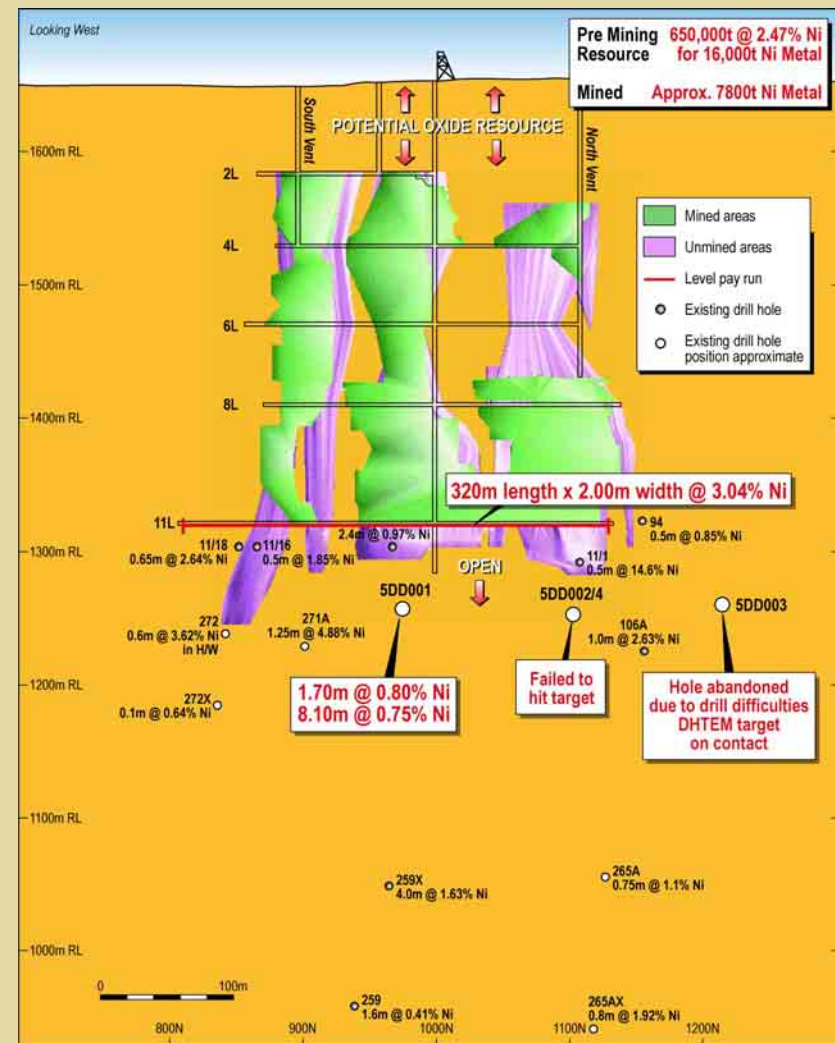 Looking West
Pre Mining 650,000t @ 2.47% Ni
Resource for 16,000t Ni Metal
Mined Approx. 7800t Ni Metal
South Vent
POTENTIAL OXIDE RESOURCE
North Vent
1600m RL
2L
Mined areas
Unmined areas
Level pay run
Existing drill hole
Existing drill hole
position approximate
4L
1500m RL
6L
1400m RL
8L
320m length x 2.00m width @ 3.04% Ni
11L
1300m RL
11/18
0.65m @ 2.64% Ni
11/16
0.5m @ 1.85% Ni
2.4m @ 0.97% Ni
94
0.5m @ 0.85% Ni
OPEN
11/1
0.5m @ 14.6% Ni
5DD001
5DD002/4
5DD003
272
0.6m @ 3.62% Ni
in H/W
271A
1.25m @ 4.88% Ni
106A
1.0m @ 2.63% Ni
1200m RL
272X
0.1m @ 0.64% Ni
1.70m @ 0.80% Ni
8.10m @ 0.75% Ni
Failed to
hit target
Hole abandoned
due to drill difficulties
DHTEM target
on contact
1100m RL
259X
4.0m @ 1.63% Ni
265A
0.75m @ 1.1% Ni
1000m RL
0 100m
259
1.6m @ 0.41% Ni
265AX
0.8m @ 1.92% Ni
800N 900N 1000N 1100N 1200N